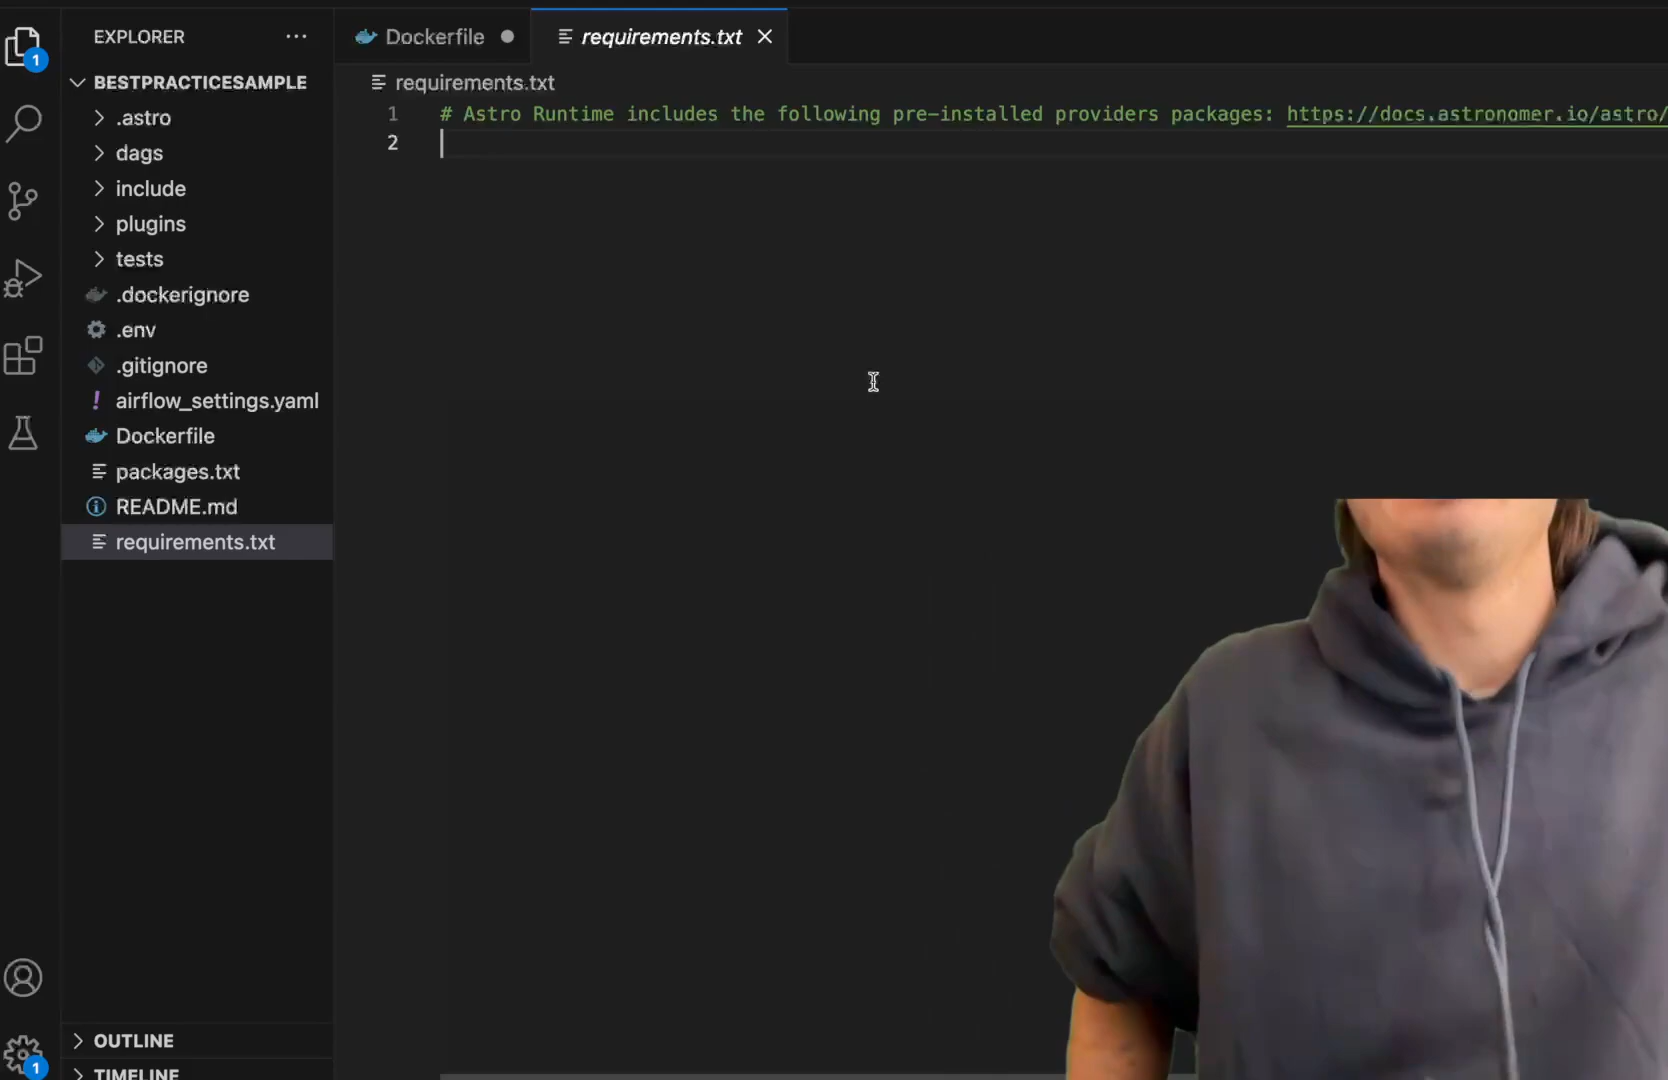 EXPLORER
Dockerfile
requirements.txt
1
BESTPRACTICESAMPLE
requirements.txt
.astro
1 # Astro Runtime includes the following pre-installed providers packages: https://docs.astronomer.io/astro/
dags
2
include
plugins
tests
.dockerignore
.env
.gitignore
! airflow_settings.yaml
Dockerfile
packages.txt
README.md
requirements.txt
OUTLINE
1
TIMELINE